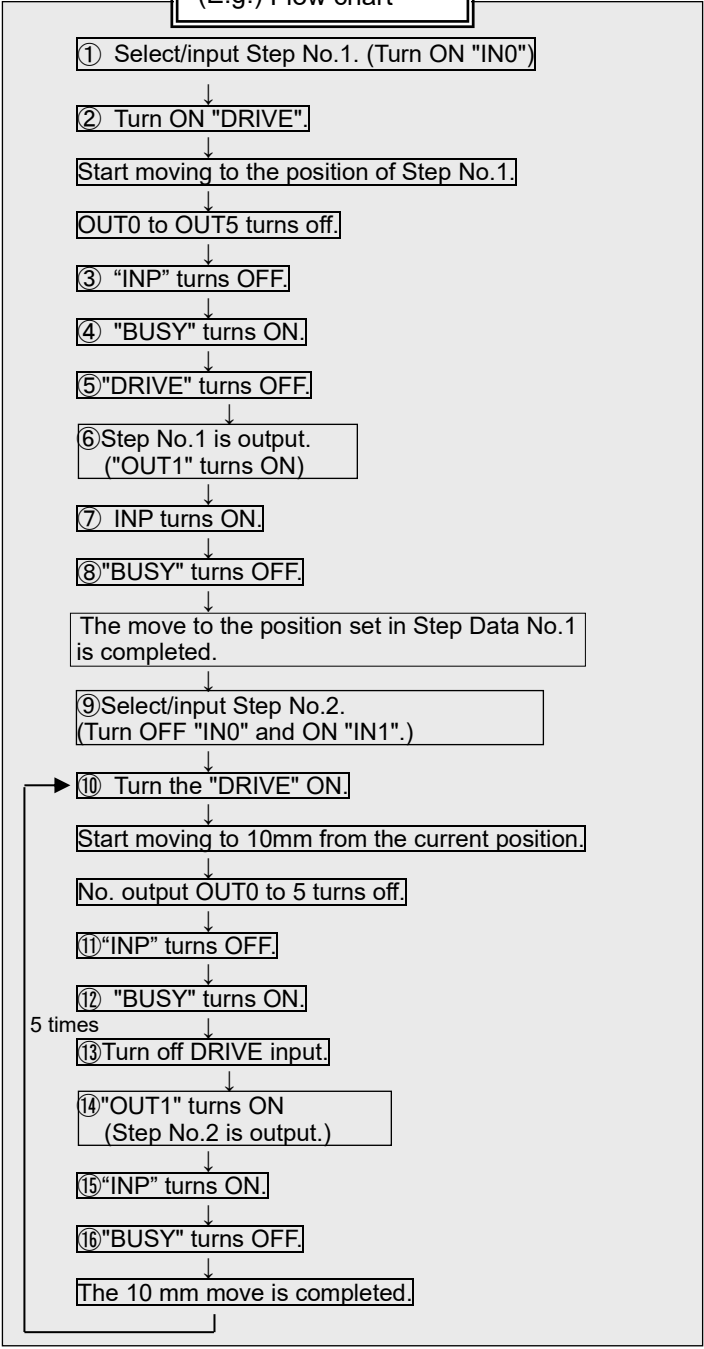 (E.g.) Flow chart
① Select/input Step No.1. (Turn ON "IN0")
↓
② Turn ON "DRIVE".
↓
Start moving to the position of Step No.1.
↓
OUT0 to OUT5 turns off.
↓
③ “INP” turns OFF.
↓
④ "BUSY" turns ON.
↓
⑤"DRIVE" turns OFF.
↓
⑥Step No.1 is output.
("OUT1" turns ON)
↓
⑦ INP turns ON.
↓
⑧"BUSY" turns OFF.
↓
The move to the position set in Step Data No.1
is completed.
↓
⑨Select/input Step No.2.
(Turn OFF "IN0" and ON "IN1".)
↓
⑩ Turn the "DRIVE" ON.
↓
Start moving to 10mm from the current position.
↓
No. output OUT0 to 5 turns off.
↓
⑪“INP” turns OFF.
↓
⑫ "BUSY" turns ON.
5 times
↓
⑬Turn off DRIVE input.
↓
⑭"OUT1" turns ON
(Step No.2 is output.)
↓
⑮“INP” turns ON.
↓
⑯"BUSY" turns OFF.
↓
The 10 mm move is completed.